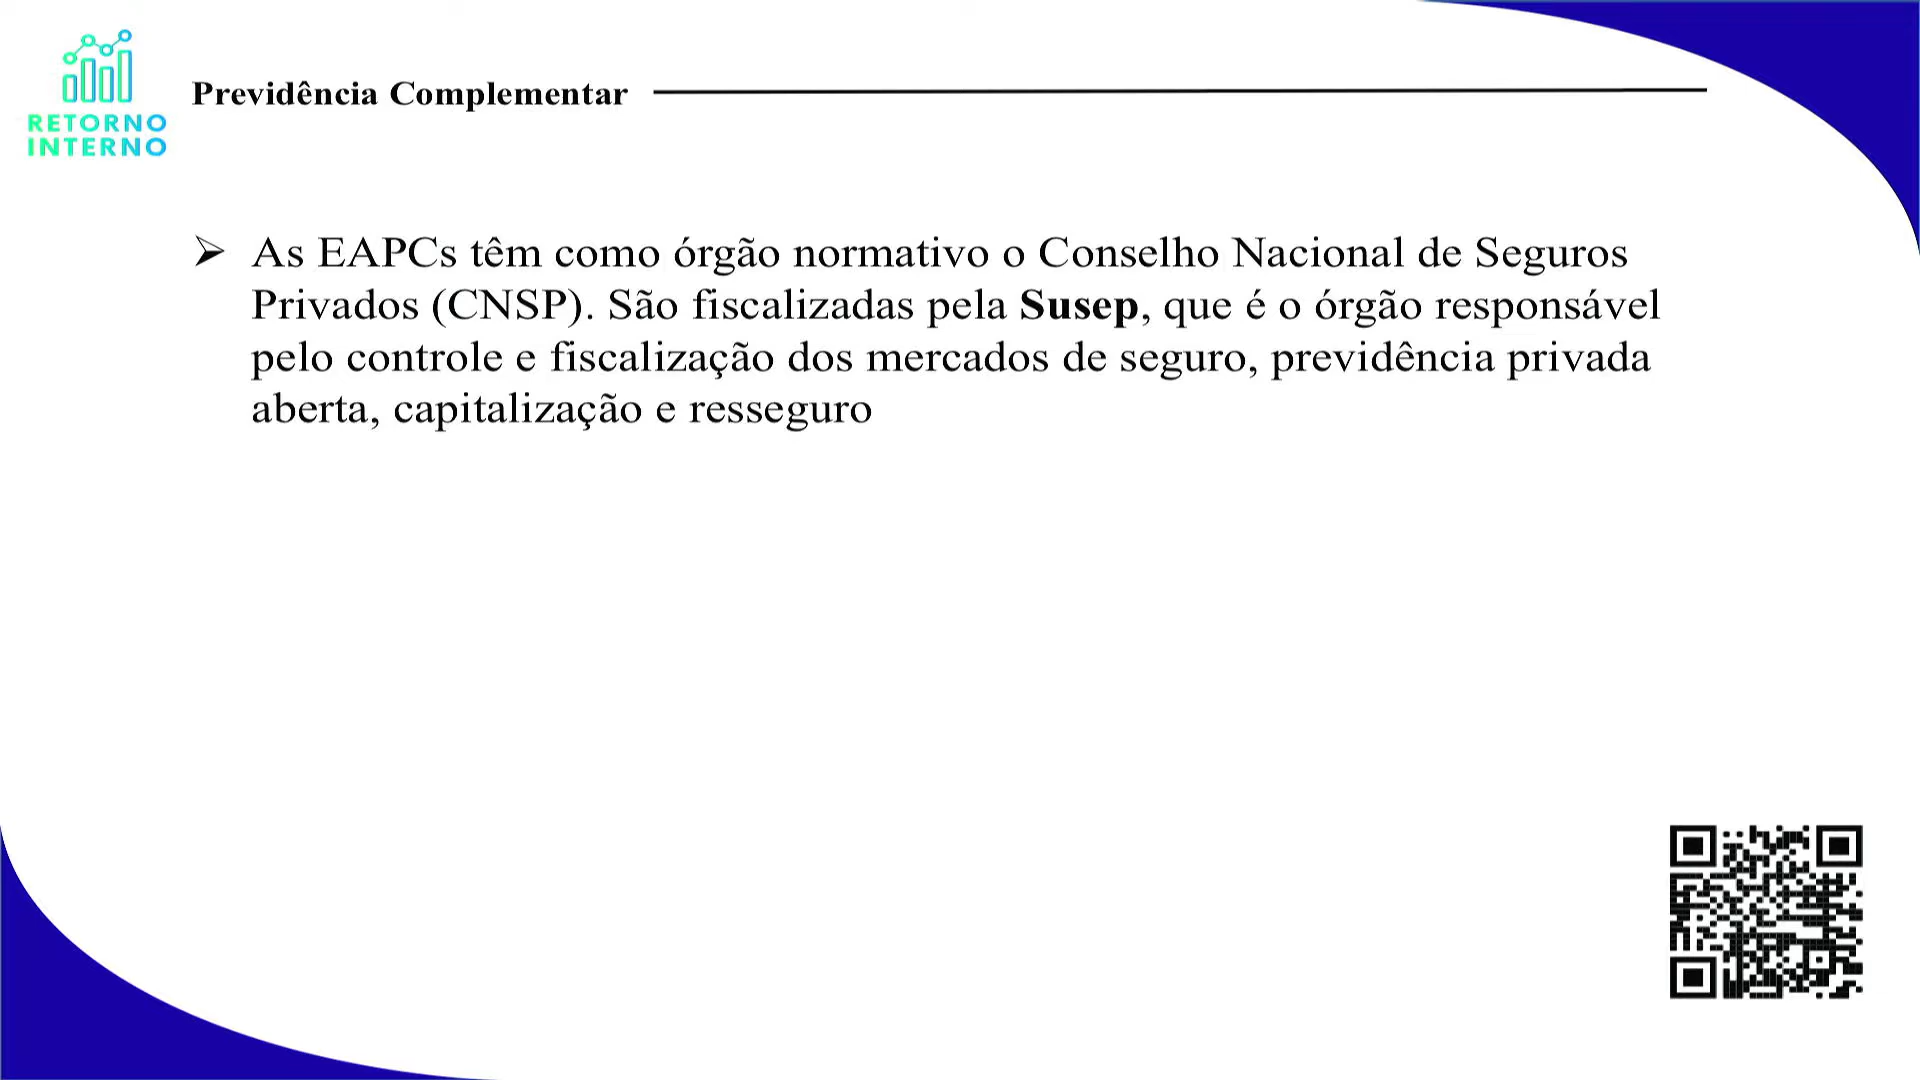 RETORNO
INTERNO
Previdência Complementar
➢ As EAPCs têm como órgão normativo o Conselho Nacional de Seguros
Privados (CNSP). São fiscalizadas pela Susep, que é o órgão responsável
pelo controle e fiscalização dos mercados de seguro, previdência privada
aberta, capitalização e resseguro